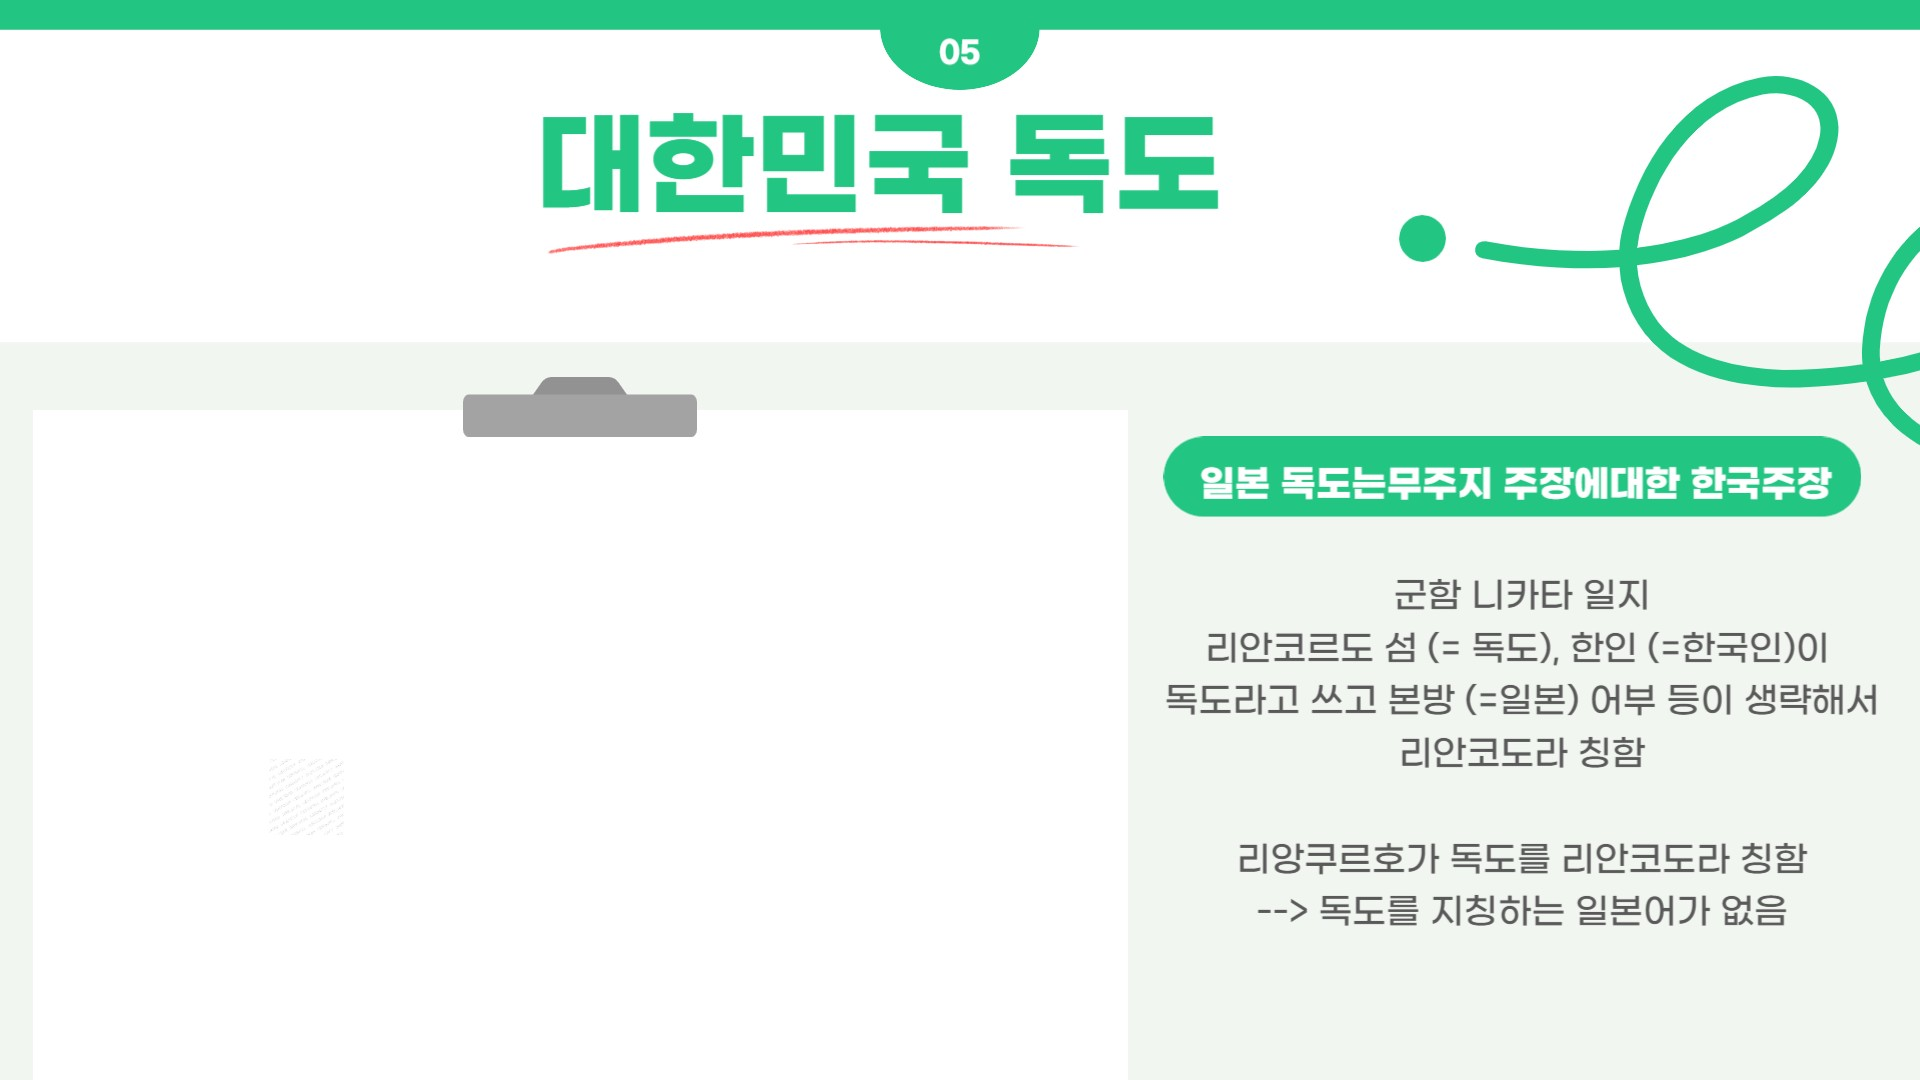 05
대한민국 독도
일본 독도는무주지 주장에대한 한국주장
군함 니카타 일지
리안코르도 섬 (= 독도), 한인 (=한국인)이
독도라고 쓰고 본방 (=일본) 어부 등이 생략해서
리안코도라 칭함
리앙쿠르호가 독도를 리안코도라 칭함
--> 독도를 지칭하는 일본어가 없음